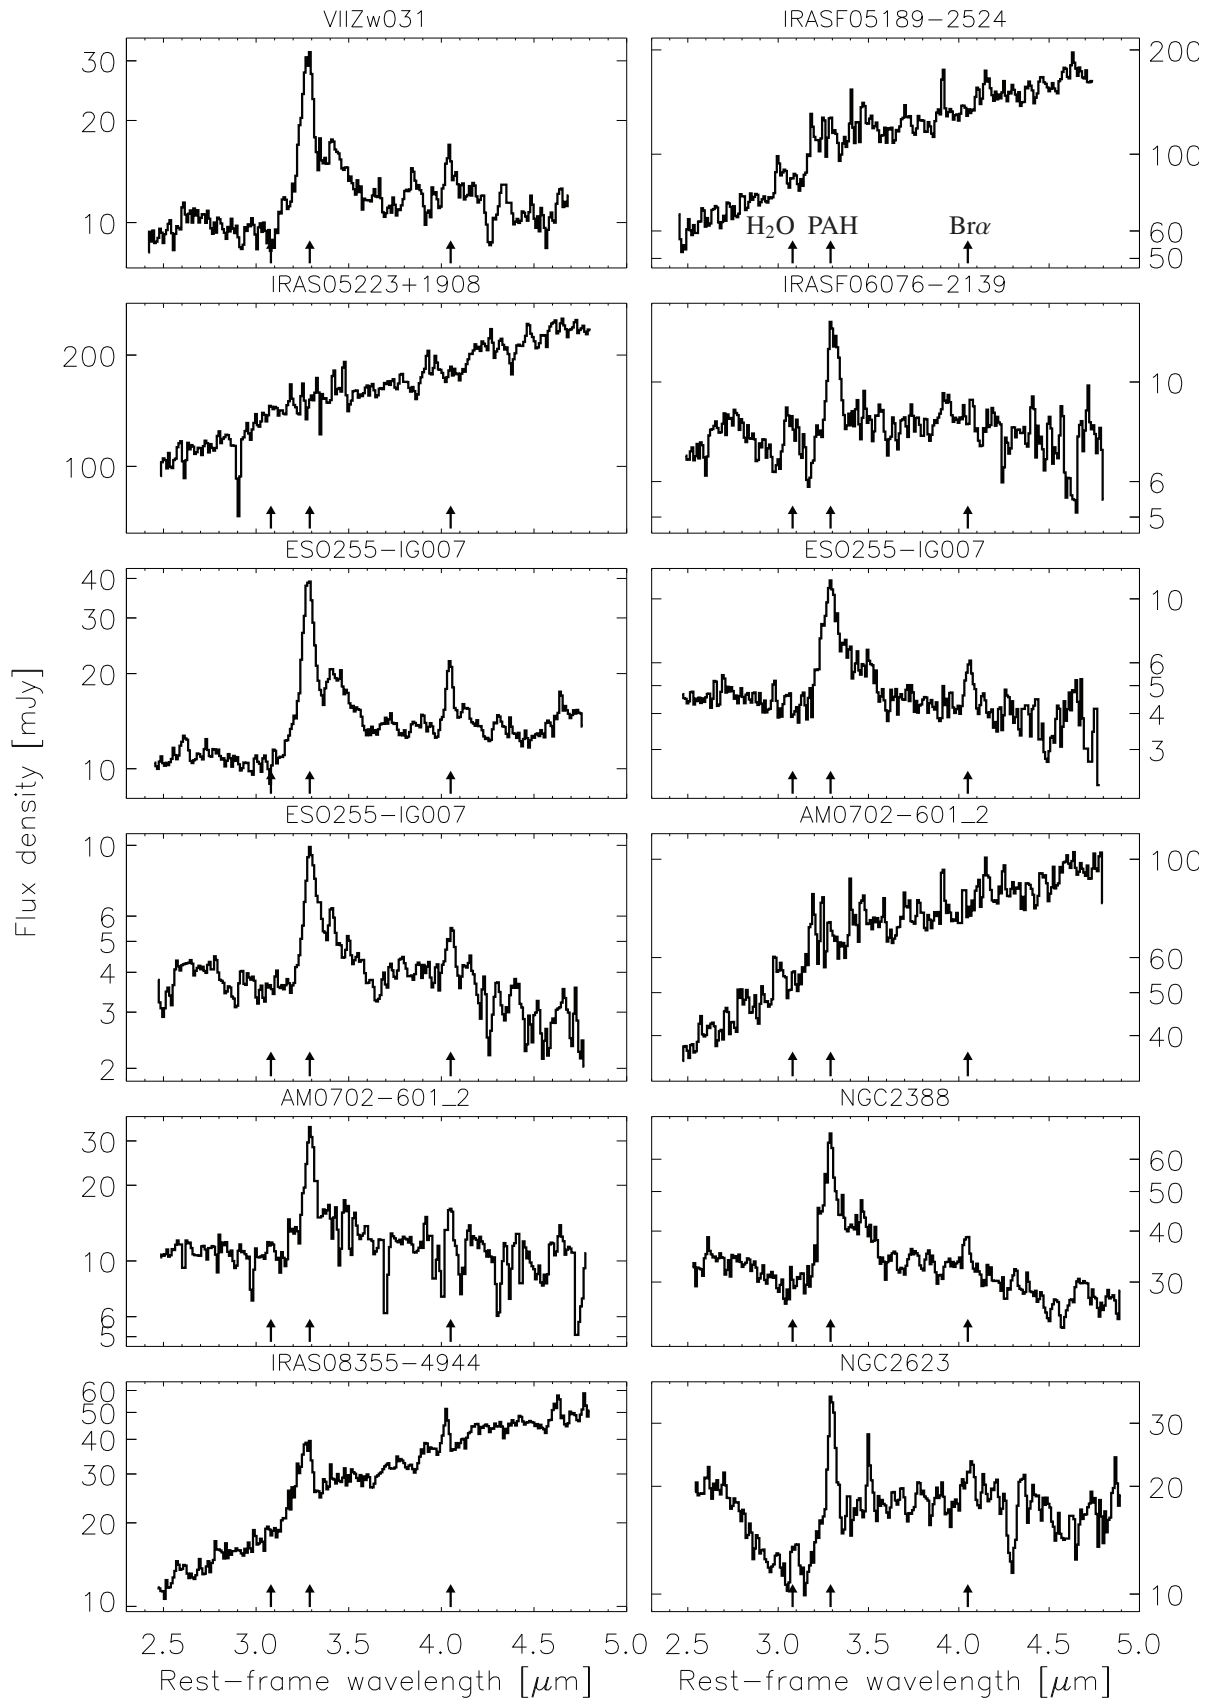 VIIZw031
IRASF05189−2524
30
20
10
200
100
60
50
H₂O PAH Brα
IRAS05223+1908
IRASF06076−2139
200
100
10
6
5
ESO255−IG007
ESO255−IG007
40
30
20
10
10
6
5
4
3
ESO255−IG007
AM0702−601_2
10
6
5
4
3
2
100
60
50
40
AM0702−601_2
NGC2388
30
20
10
6
5
60
50
40
30
IRAS08355−4944
NGC2623
60
50
40
30
20
10
30
20
10
2.5 3.0 3.5 4.0 4.5 5.0
2.5 3.0 3.5 4.0 4.5 5.0
Rest−frame wavelength [μm]
Rest−frame wavelength [μm]
Flux density [mJy]